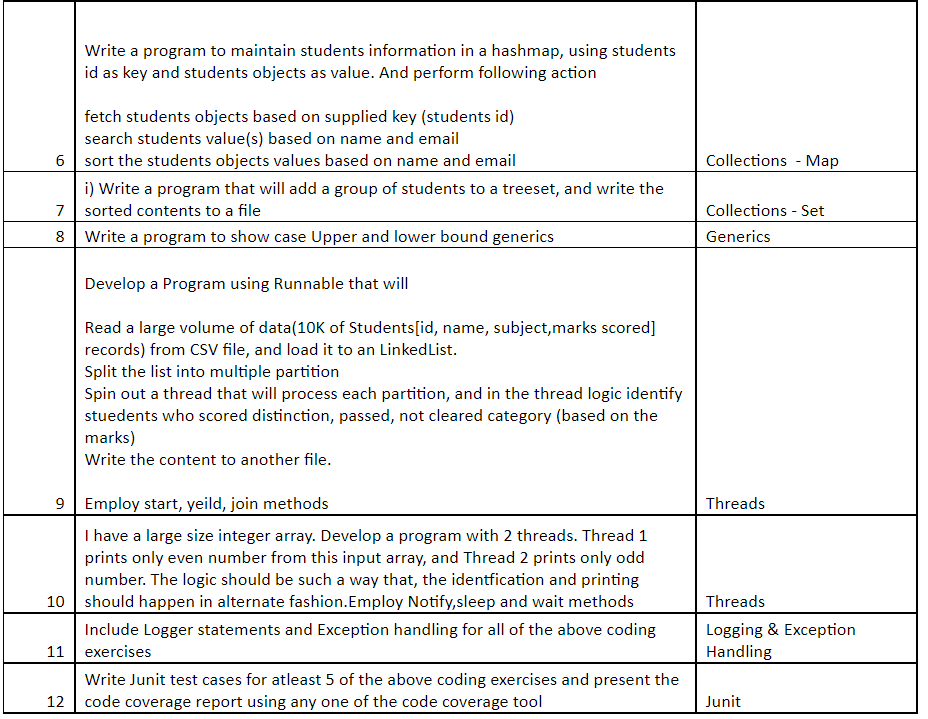 Write a program to maintain students information in a hashmap, using students
id as key and students objects as value. And perform following action
fetch students objects based on supplied key (students id)
search students value(s) based on name and email
6 sort the students objects values based on name and email Collections - Map
i) Write a program that will add a group of students to a treeset, and write the
7 sorted contents to a file Collections - Set
8 Write a program to show case Upper and lower bound generics Generics
Develop a Program using Runnable that will
Read a large volume of data(10K of Students[id, name, subject,marks scored]
records) from CSV file, and load it to an LinkedList.
Split the list into multiple partition
Spin out a thread that will process each partition, and in the thread logic identify
stuedents who scored distinction, passed, not cleared category (based on the
marks)
Write the content to another file.
9 Employ start, yeild, join methods Threads
I have a large size integer array. Develop a program with 2 threads. Thread 1
prints only even number from this input array, and Thread 2 prints only odd
number. The logic should be such a way that, the identfication and printing
10 should happen in alternate fashion.Employ Notify,sleep and wait methods Threads
Include Logger statements and Exception handling for all of the above coding Logging & Exception
11 exercises Handling
Write Junit test cases for atleast 5 of the above coding exercises and present the
12 code coverage report using any one of the code coverage tool Junit